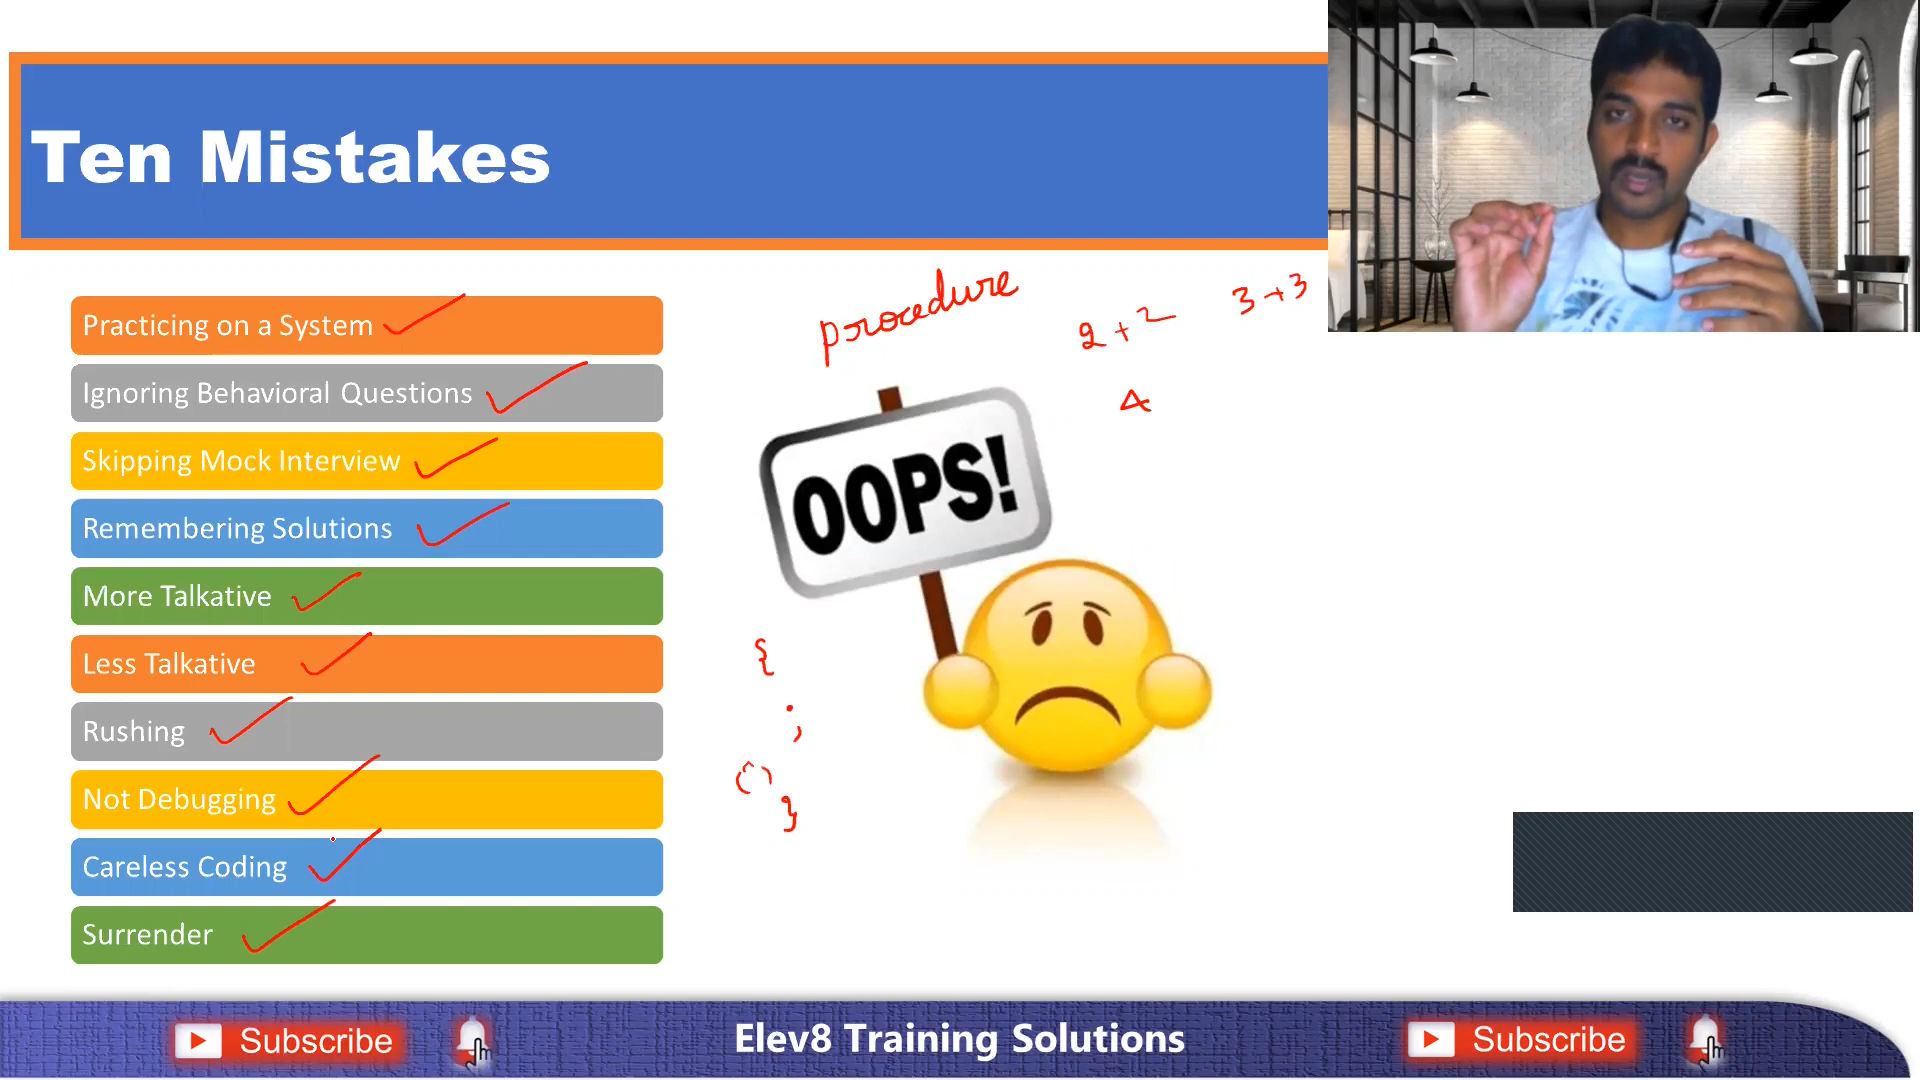 Ten Mistakes
Practicing on a System
Ignoring Behavioral Questions
Skipping Mock Interview
Remembering Solutions
More Talkative
Less Talkative
Rushing
Not Debugging
Careless Coding
Surrender
procedure
2+2
3+3
4
OOPS!
{
;
()
}
Subscribe
Elev8 Training Solutions
Subscribe